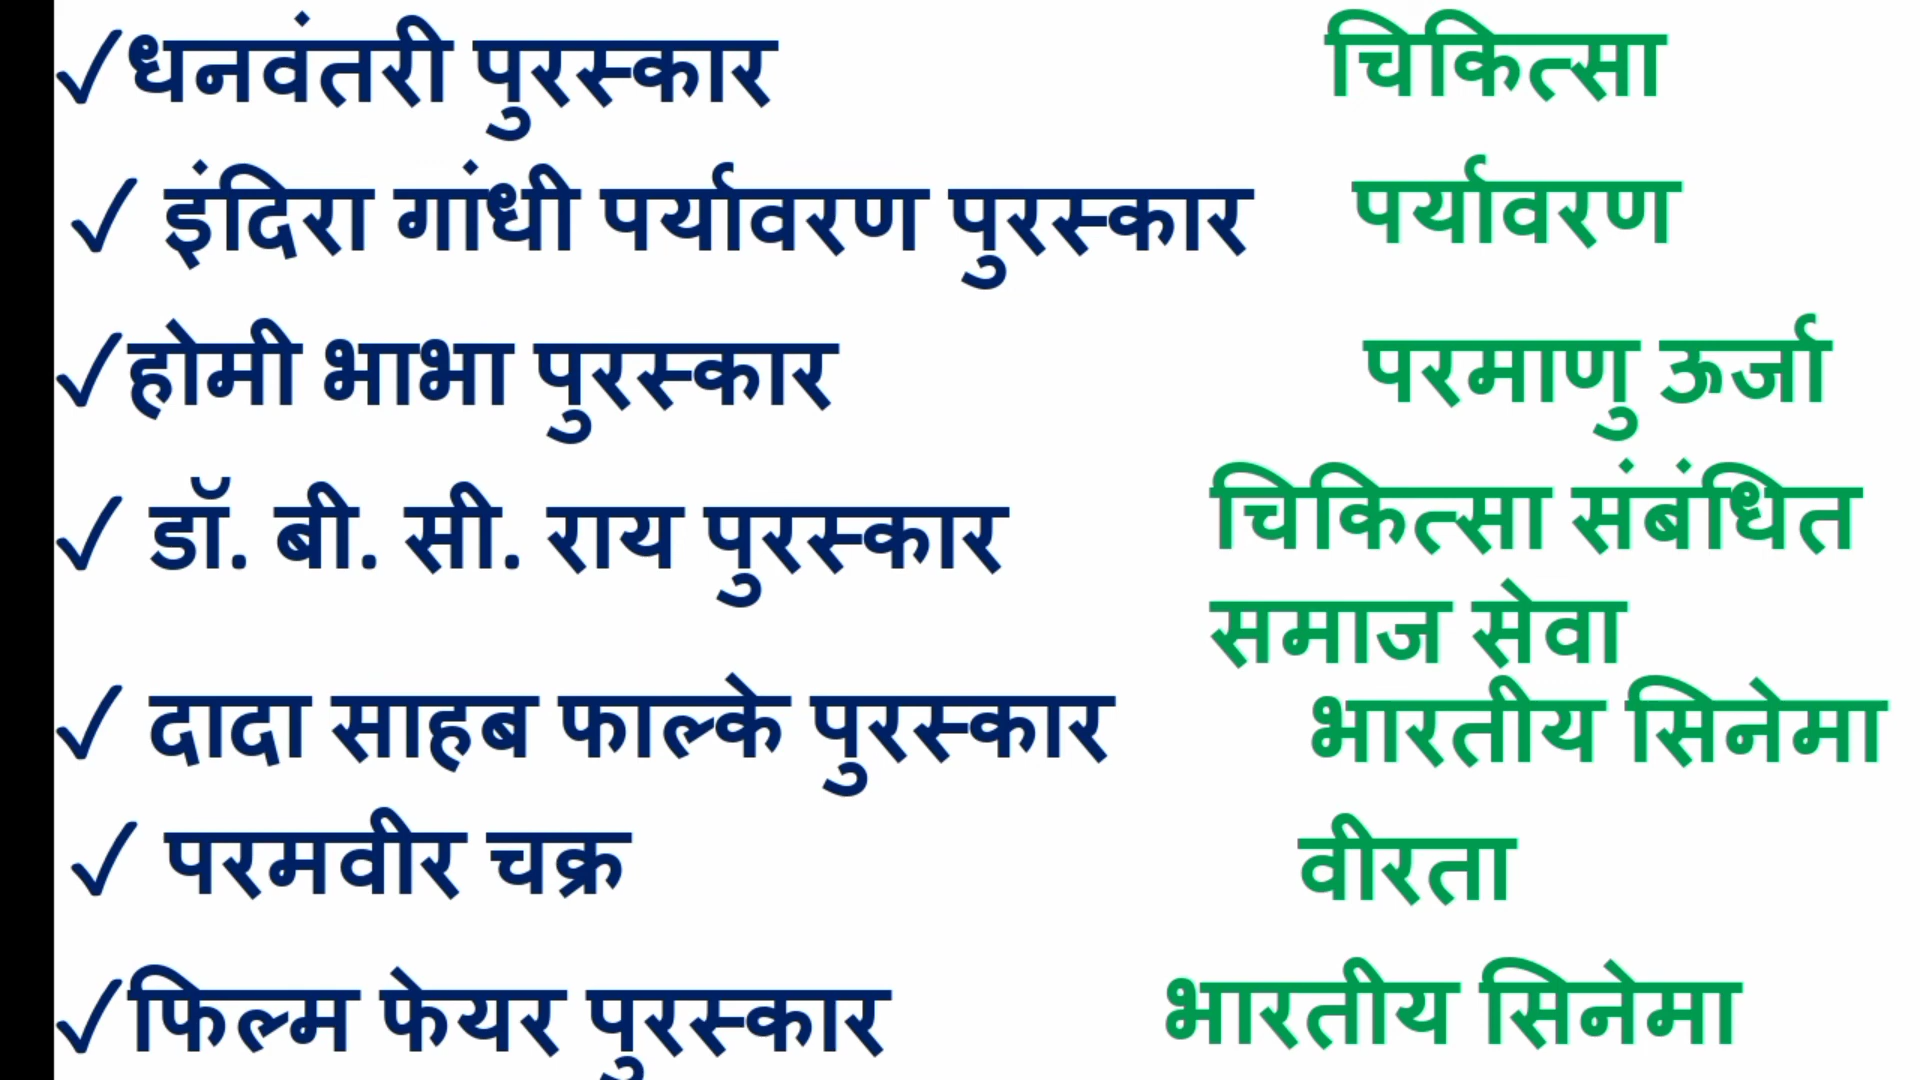 ✓धनवंतरी पुरस्कार चिकित्सा
✓ इंदिरा गांधी पर्यावरण पुरस्कार पर्यावरण
✓होमी भाभा पुरस्कार परमाणु ऊर्जा
✓ डॉ. बी. सी. राय पुरस्कार चिकित्सा संबंधित
समाज सेवा
✓ दादा साहब फाल्के पुरस्कार भारतीय सिनेमा
✓ परमवीर चक्र वीरता
✓फिल्म फेयर पुरस्कार भारतीय सिनेमा